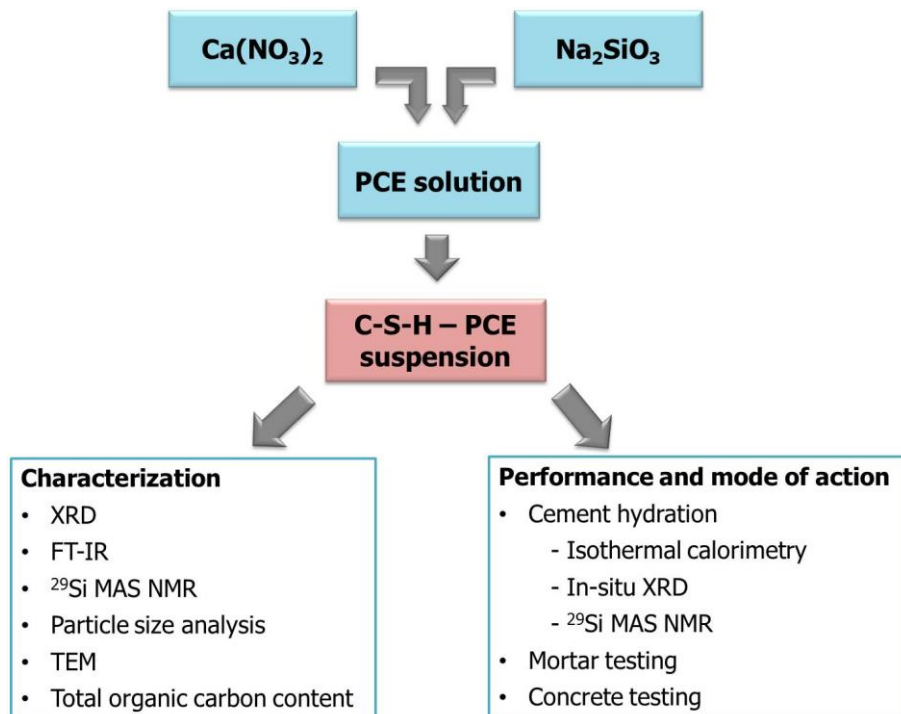 Ca(NO₃)₂
Na₂SiO₃
PCE solution
C-S-H – PCE
suspension
Characterization
• XRD
• FT-IR
• ²⁹Si MAS NMR
• Particle size analysis
• TEM
• Total organic carbon content
Performance and mode of action
• Cement hydration
- Isothermal calorimetry
- In-situ XRD
- ²⁹Si MAS NMR
• Mortar testing
• Concrete testing